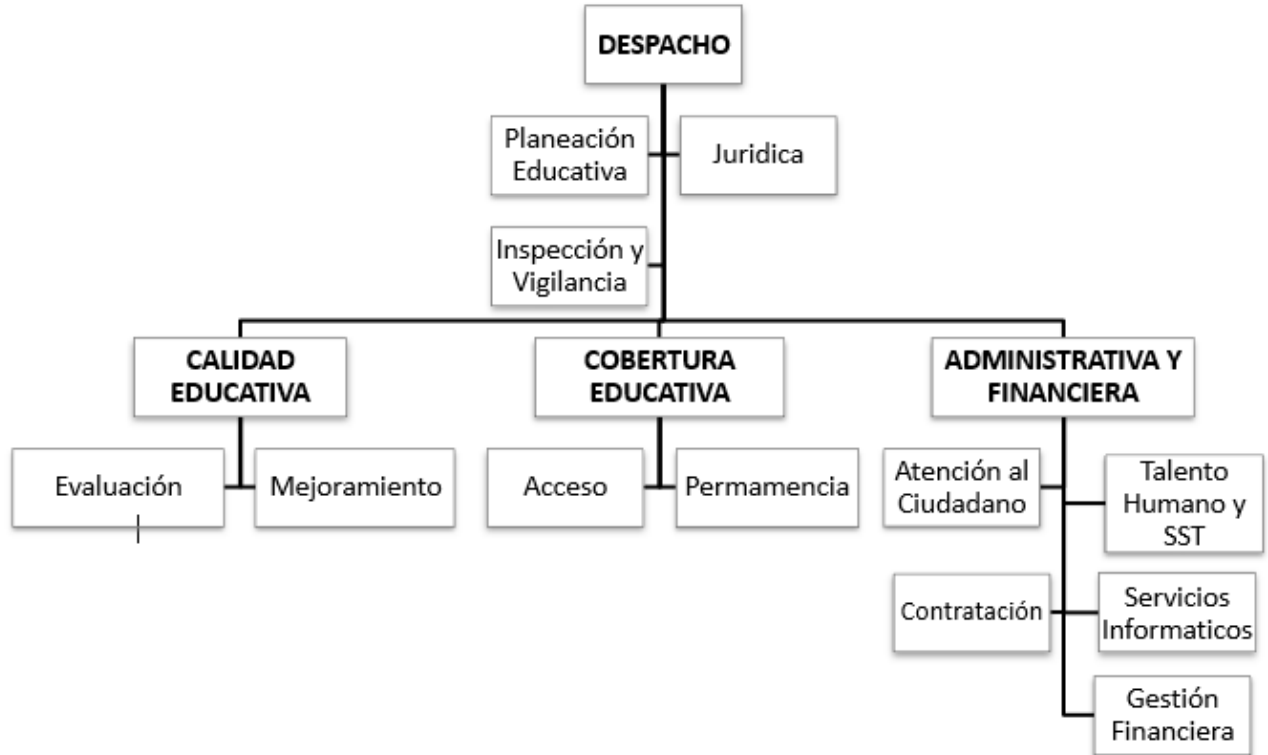 DESPACHO
Planeación
Educativa
Juridica
Inspección y
Vigilancia
CALIDAD
EDUCATIVA
COBERTURA
EDUCATIVA
ADMINISTRATIVA Y
FINANCIERA
Evaluación
Mejoramiento
Acceso
Permamencia
Atención al
Ciudadano
Talento
Humano y
SST
Contratación
Servicios
Informaticos
Gestión
Financiera